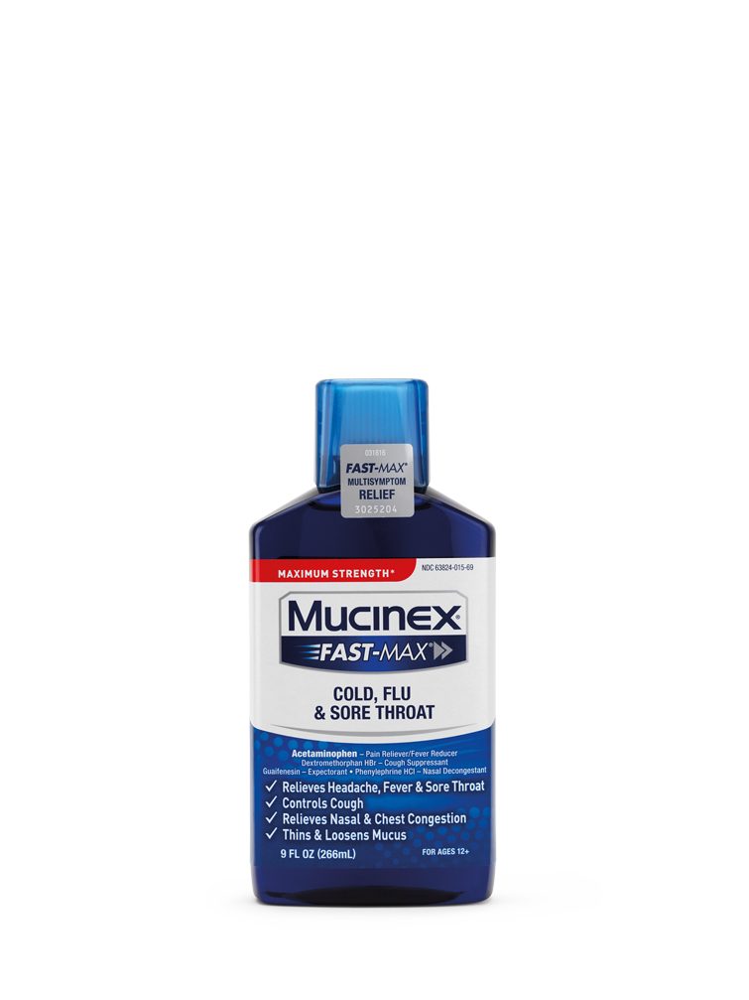 031816
FAST-MAX®
MULTISYMPTOM
RELIEF
3025204
MAXIMUM STRENGTH*
NDC 63824-015-69
Mucinex®
FAST-MAX®
COLD, FLU
& SORE THROAT
Acetaminophen – Pain Reliever/Fever Reducer
Dextromethorphan HBr – Cough Suppressant
Guaifenesin – Expectorant • Phenylephrine HCl – Nasal Decongestant
✓ Relieves Headache, Fever & Sore Throat
✓ Controls Cough
✓ Relieves Nasal & Chest Congestion
✓ Thins & Loosens Mucus
9 FL OZ (266mL)
FOR AGES 12+